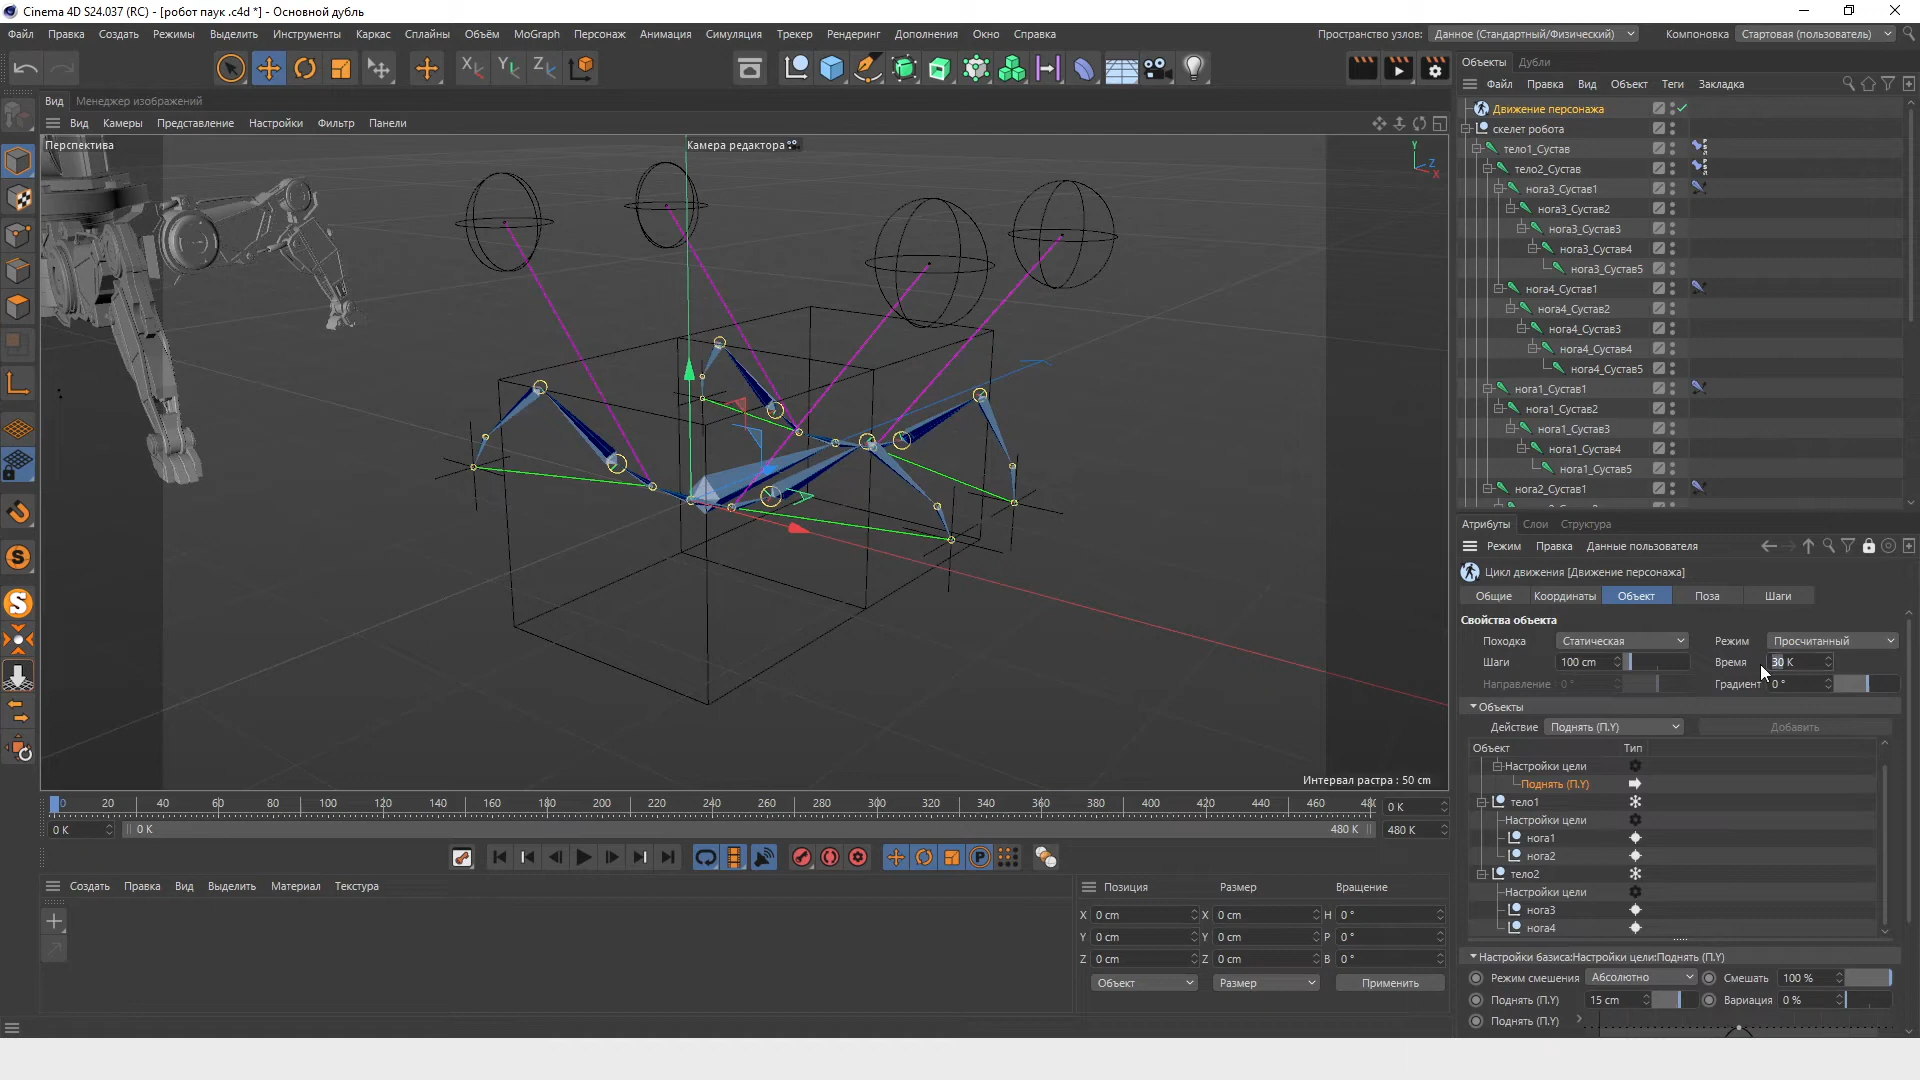 Cinema 4D S24.037 (RC) - [робот паук .c4d *] - Основной дубль
Файл Правка Создать Режимы Выделить Инструменты Каркас Сплайны Объём MoGraph Персонаж Анимация Симуляция Трекер Рендеринг Дополнения Окно Справка Пространство узлов: Данное (Стандартный/Физический) Компоновка Стартовая (пользователь)
Объекты Дубли
Файл Правка Вид Объект Теги Закладка
Вид Менеджер изображений
Вид Камеры Представление Настройки Фильтр Панели
Перспектива
Камера редактора
Y
Z
X
Интервал растра : 50 cm
Движение персонажа
скелет робота
тело1_Сустав
тело2_Сустав
нога3_Сустав1
нога3_Сустав2
нога3_Сустав3
нога3_Сустав4
нога3_Сустав5
нога4_Сустав1
нога4_Сустав2
нога4_Сустав3
нога4_Сустав4
нога4_Сустав5
нога1_Сустав1
нога1_Сустав2
нога1_Сустав3
нога1_Сустав4
нога1_Сустав5
нога2_Сустав1
Атрибуты Слои Структура
Режим Правка Данные пользователя
Цикл движения [Движение персонажа]
Общие Координаты Объект Поза Шаги
Свойства объекта
Походка Статическая Режим Просчитанный
Шаги 100 cm Время 30 K
Направление 0 ° Градиент 0 °
Объекты
Действие Поднять (П.Y) Добавить
Объект Тип
Настройки цели
Поднять (П.Y)
тело1
Настройки цели
нога1
нога2
тело2
Настройки цели
нога3
нога4
Настройки базиса:Настройки цели:Поднять (П.Y)
Режим смешения Абсолютно Смешать 100 %
Поднять (П.Y) 15 cm Вариация 0 %
Поднять (П.Y)
0 20 40 60 80 100 120 140 160 180 200 220 240 260 280 300 320 340 360 380 400 420 440 460 480 0 K
0 K 0 K 480 K 480 K
Создать Правка Вид Выделить Материал Текстура
Позиция Размер Вращение
X 0 cm X 0 cm H 0 °
Y 0 cm Y 0 cm P 0 °
Z 0 cm Z 0 cm B 0 °
Объект Размер Применить